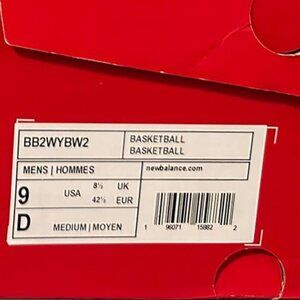 BB2WYBW2
BASKETBALL
BASKETBALL
MENS | HOMMES
newbalance.com
9 USA 8½ UK
42½ EUR
D MEDIUM | MOYEN
1 96071 15882 2